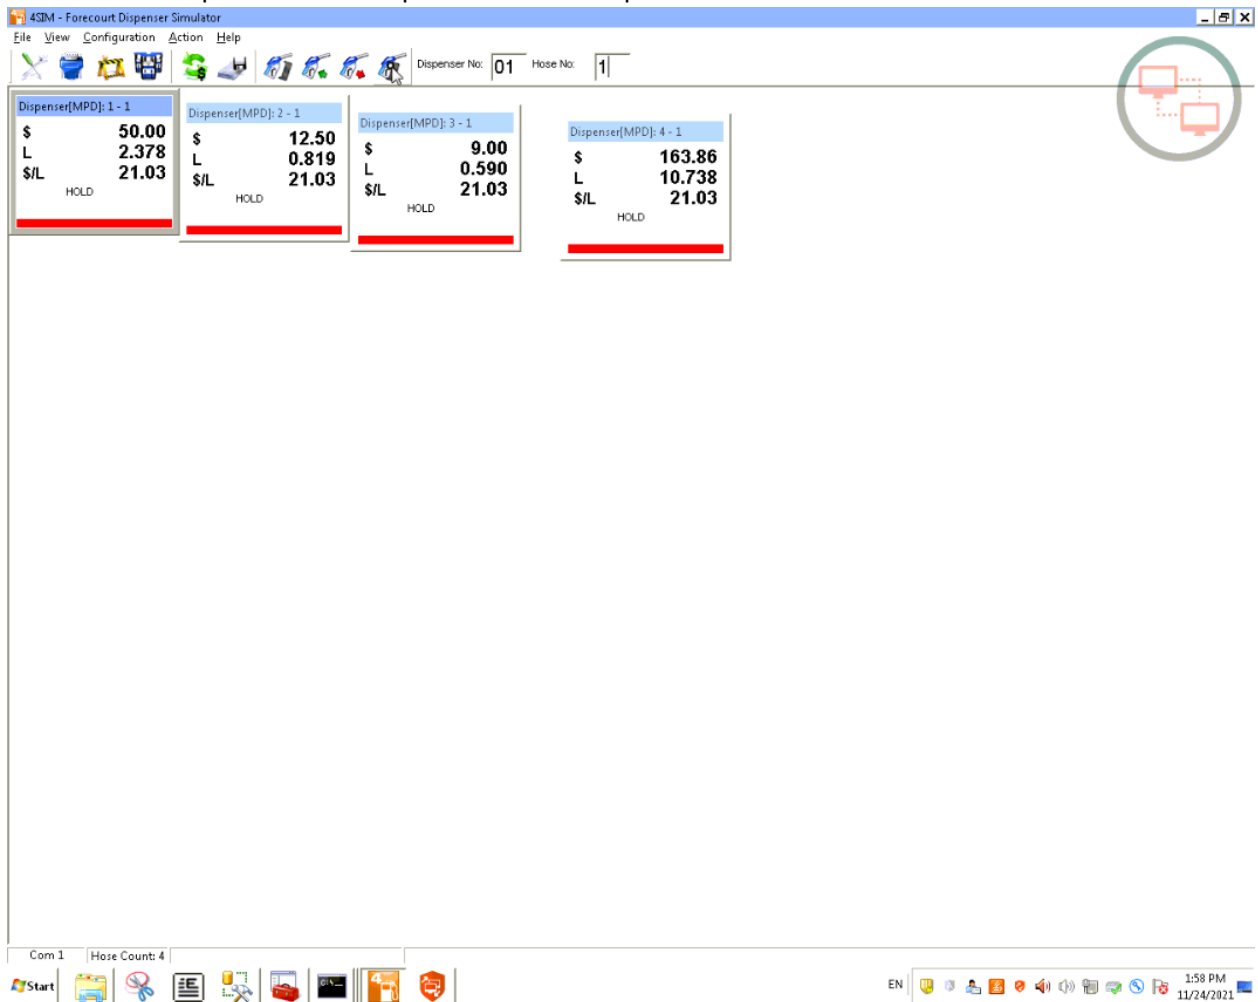 4SIM - Forecourt Dispenser Simulator
File View Configuration Action Help
Dispenser No: 01 Hose No: 1
Dispenser[MPD]: 1 - 1
$ 50.00
L 2.378
$/L 21.03
HOLD
Dispenser[MPD]: 2 - 1
$ 12.50
L 0.819
$/L 21.03
HOLD
Dispenser[MPD]: 3 - 1
$ 9.00
L 0.590
$/L 21.03
HOLD
Dispenser[MPD]: 4 - 1
$ 163.86
L 10.738
$/L 21.03
HOLD
Com 1 Hose Count: 4
Start
EN
1:58 PM
11/24/2021